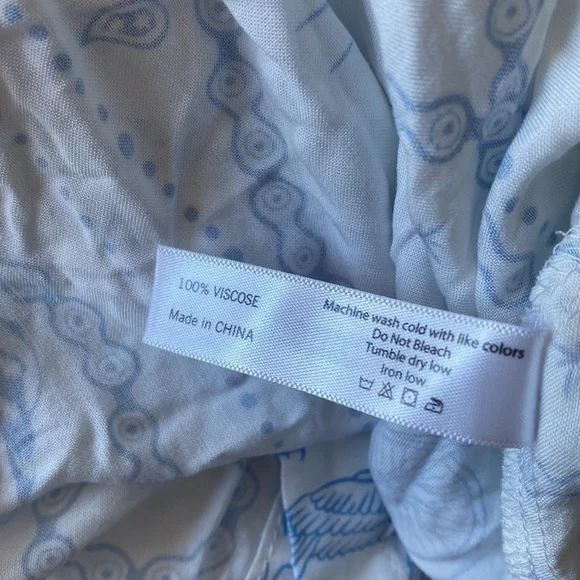 100% VISCOSE
Made in CHINA
Machine wash cold with like colors
Do Not Bleach
Tumble dry low
Iron low